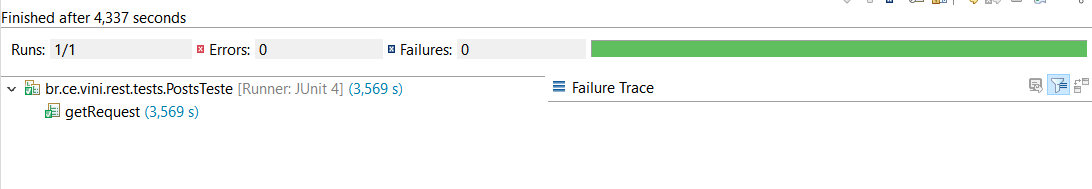 Finished after 4,337 seconds
Runs: 1/1 Errors: 0 Failures: 0
br.ce.vini.rest.tests.PostsTeste [Runner: JUnit 4] (3,569 s)
getRequest (3,569 s)
Failure Trace